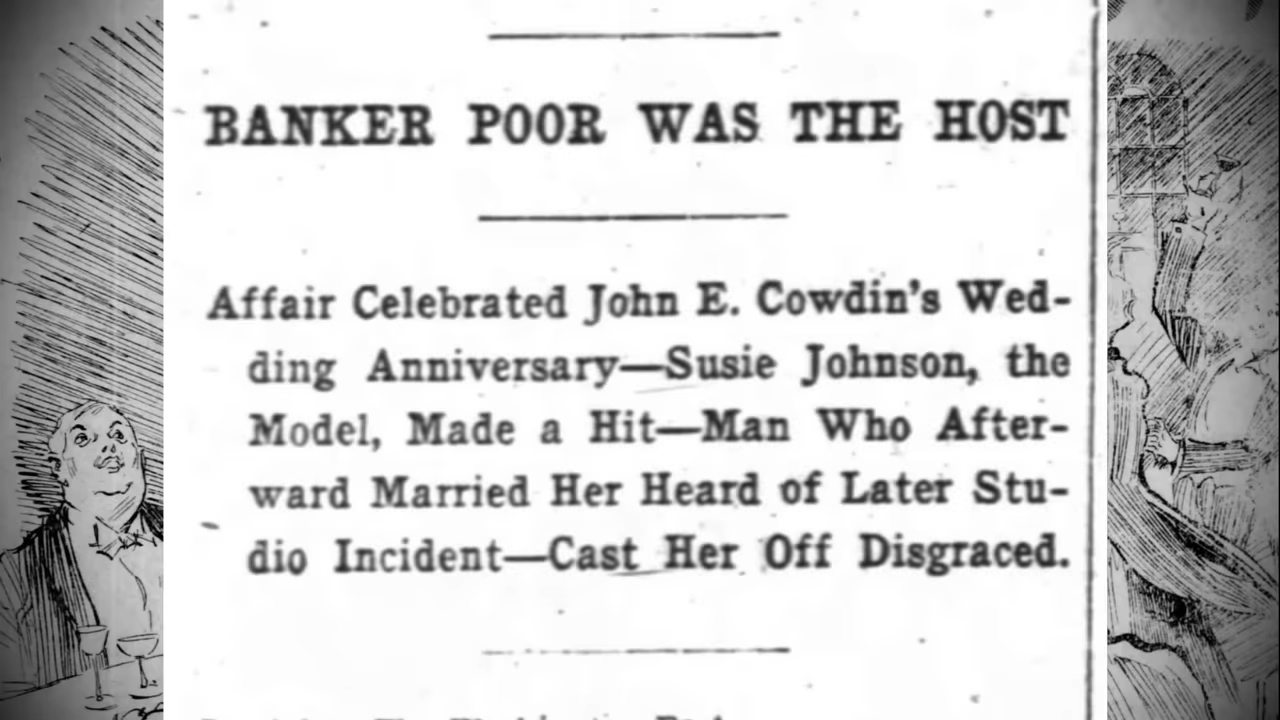 BANKER POOR WAS THE HOST
Affair Celebrated John E. Cowdin's Wed-
ding Anniversary—Susie Johnson, the
Model, Made a Hit—Man Who After-
ward Married Her Heard of Later Stu-
dio Incident—Cast Her Off Disgraced.